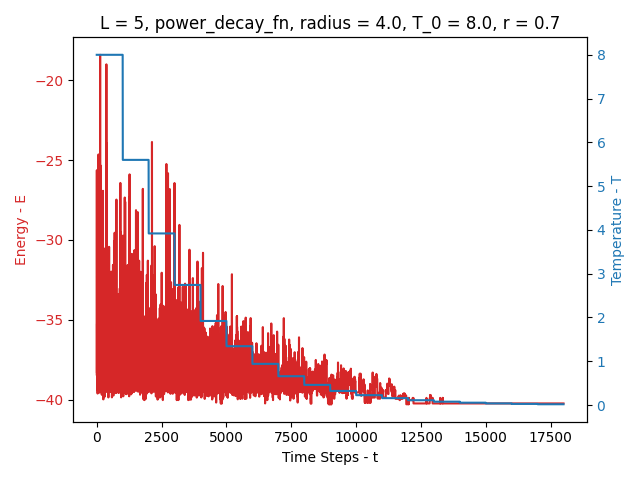 L = 5, power_decay_fn, radius = 4.0, T_0 = 8.0, r = 0.7
Energy - E
−20
−25
−30
−35
−40
8
7
6
5
4
3
2
1
0
Temperature - T
0 2500 5000 7500 10000 12500 15000 17500
Time Steps - t